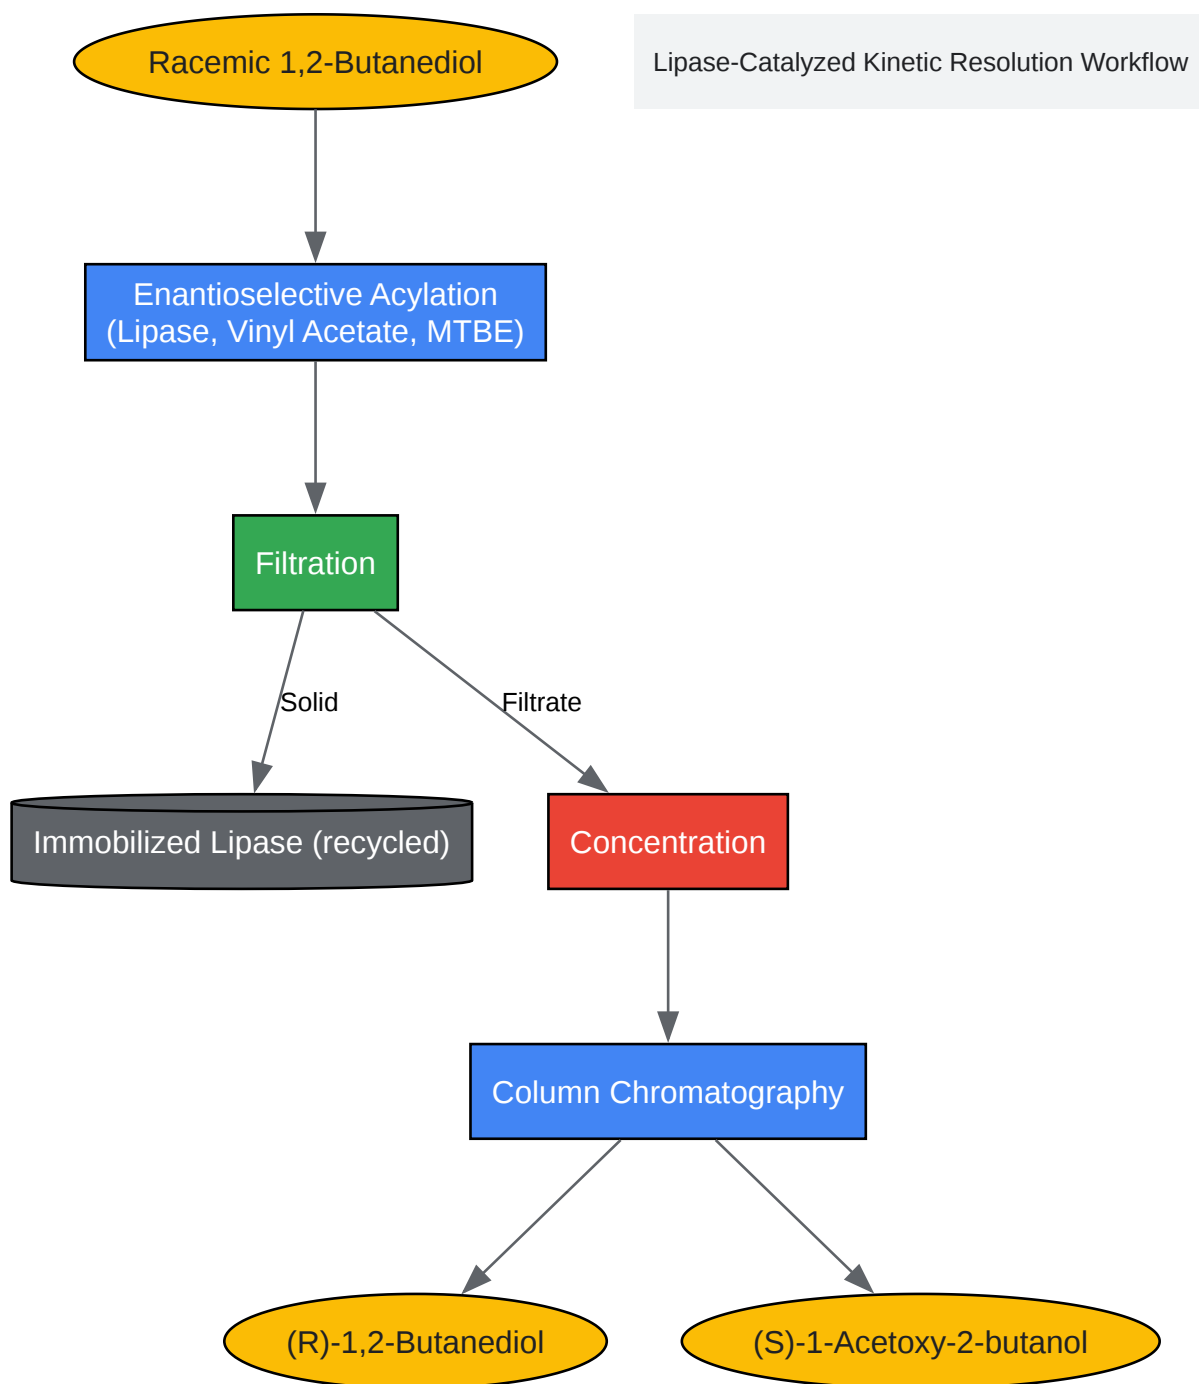 Racemic 1,2-Butanediol
Lipase-Catalyzed Kinetic Resolution Workflow
Enantioselective Acylation
(Lipase, Vinyl Acetate, MTBE)
Filtration
Solid
Filtrate
Immobilized Lipase (recycled)
Concentration
Column Chromatography
(R)-1,2-Butanediol
(S)-1-Acetoxy-2-butanol